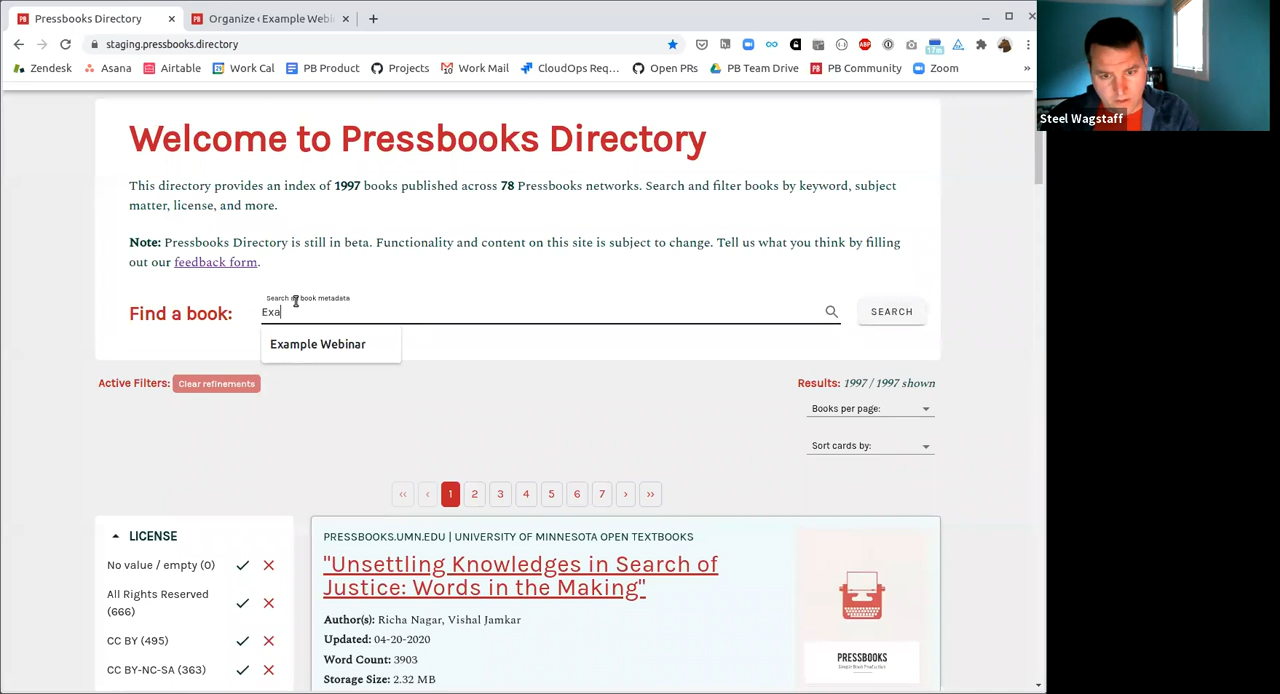 Pressbooks Directory
Organize ‹ Example Webi
staging.pressbooks.directory
17m
Zendesk
Asana
Airtable
Work Cal
PB Product
Projects
Work Mail
CloudOps Req...
Open PRs
PB Team Drive
PB Community
Zoom
Steel Wagstaff
Welcome to Pressbooks Directory
This directory provides an index of 1997 books published across 78 Pressbooks networks. Search and filter books by keyword, subject
matter, license, and more.
Note: Pressbooks Directory is still in beta. Functionality and content on this site is subject to change. Tell us what you think by filling
out our feedback form.
Search book metadata
Find a book: Exa
SEARCH
Example Webinar
Active Filters: Clear refinements
Results: 1997 / 1997 shown
Books per page:
Sort cards by:
‹‹ ‹ 1 2 3 4 5 6 7 › ››
LICENSE
No value / empty (0)
All Rights Reserved
(666)
CC BY (495)
CC BY-NC-SA (363)
PRESSBOOKS.UMN.EDU | UNIVERSITY OF MINNESOTA OPEN TEXTBOOKS
"Unsettling Knowledges in Search of
Justice: Words in the Making"
Author(s): Richa Nagar, Vishal Jamkar
Updated: 04-20-2020
Word Count: 3903
Storage Size: 2.32 MB
PRESSBOOKS
Simple Book Production